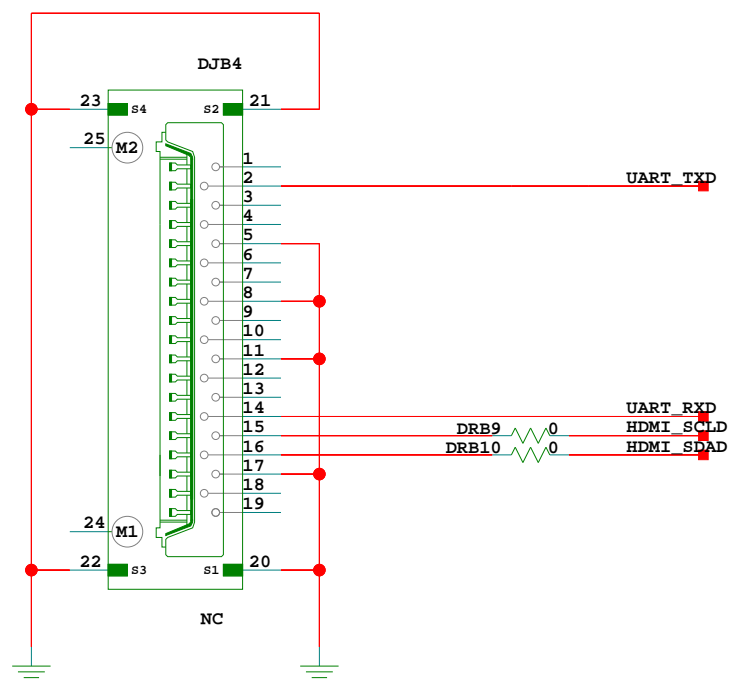 DJB4
23 S4 S2 21
25 M2
1
2 UART_TXD
3
4
5
6
7
8
9
10
11
12
13
14 UART_RXD
15 DRB9 0 HDMI_SCLD
16 DRB10 0 HDMI_SDAD
17
18
19
24 M1
22 S3 S1 20
NC